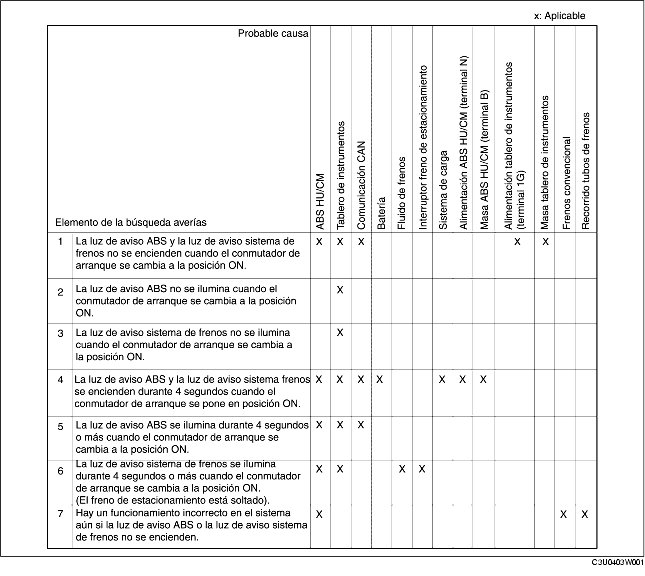 x: Aplicable
Probable causa
ABS HU/CM
Tablero de instrumentos
Comunicación CAN
Batería
Fluido de frenos
Interruptor freno de estacionamiento
Sistema de carga
Alimentación ABS HU/CM (terminal N)
Masa ABS HU/CM (terminal B)
Alimentación tablero de instrumentos
(terminal 1G)
Masa tablero de instrumentos
Freno convencional
Recorrido tubos de frenos
Elemento de la búsqueda averías
1 La luz de aviso ABS y la luz de aviso sistema de X X X X X
frenos no se encienden cuando el conmutador de
arranque se cambia a la posición ON.
2 La luz de aviso ABS no se ilumina cuando el X
conmutador de arranque se cambia a la posición
ON.
3 La luz de aviso sistema de frenos no se ilumina X
cuando el conmutador de arranque se cambia a
la posición ON.
4 La luz de aviso ABS y la luz de aviso sistema frenos X X X X X X X
se encienden durante 4 segundos cuando el
conmutador de arranque se pone en posición ON.
5 La luz de aviso ABS se ilumina durante 4 segundos X X X
o más cuando el conmutador de arranque se
cambia a la posición ON.
6 La luz de aviso sistema de frenos se ilumina X X X X
durante 4 segundos o más cuando el conmutador
de arranque se cambia a la posición ON.
(El freno de estacionamiento está soltado).
7 Hay un funcionamiento incorrecto en el sistema X X X
aún si la luz de aviso ABS o la luz de aviso sistema
de frenos no se encienden.
C3U0403W001